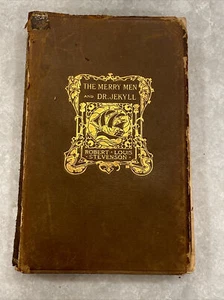 THE MERRY MEN
AND DR. JEKYLL
ROBERT · LOUIS
· STEVENSON ·